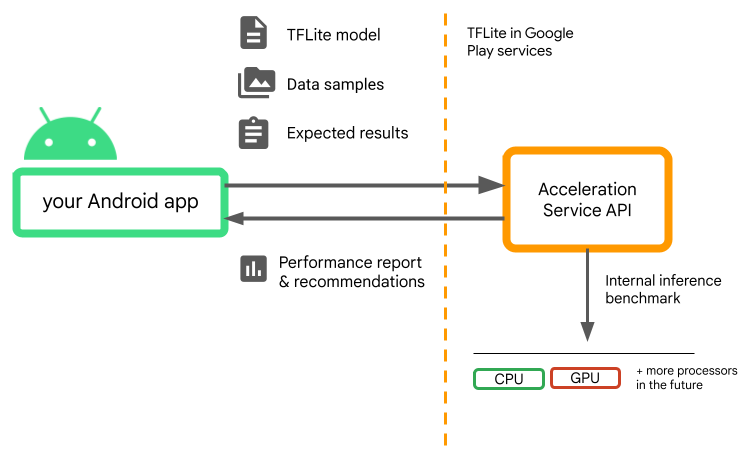 TFLite model
Data samples
Expected results
TFLite in Google
Play services
your Android app
Acceleration
Service API
Performance report
& recommendations
Internal inference
benchmark
CPU
GPU
+ more processors
in the future